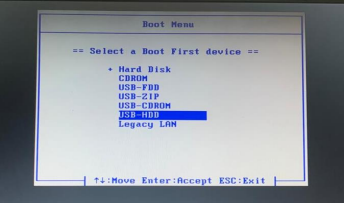 Boot Menu
== Select a Boot First device ==
+ Hard Disk
CDROM
USB-FDD
USB-ZIP
USB-CDROM
USB-HDD
Legacy LAN
↑↓:Move Enter:Accept ESC:Exit